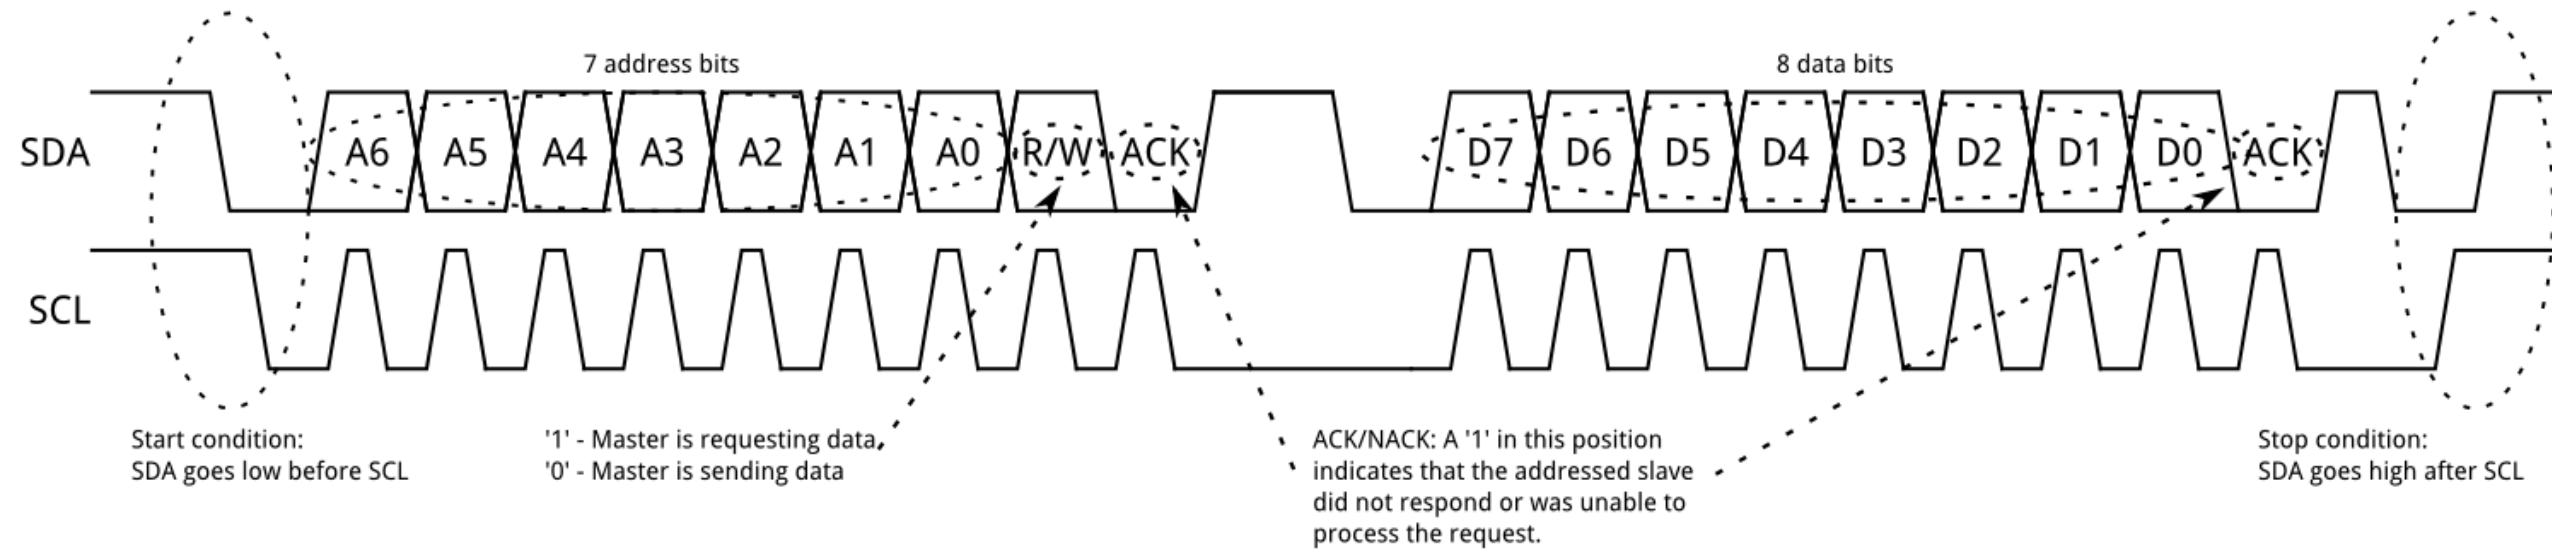 7 address bits
8 data bits
SDA
A6 A5 A4 A3 A2 A1 A0 R/W ACK
D7 D6 D5 D4 D3 D2 D1 D0 ACK
SCL
Start condition:
SDA goes low before SCL
'1' - Master is requesting data
'0' - Master is sending data
ACK/NACK: A '1' in this position
indicates that the addressed slave
did not respond or was unable to
process the request.
Stop condition:
SDA goes high after SCL